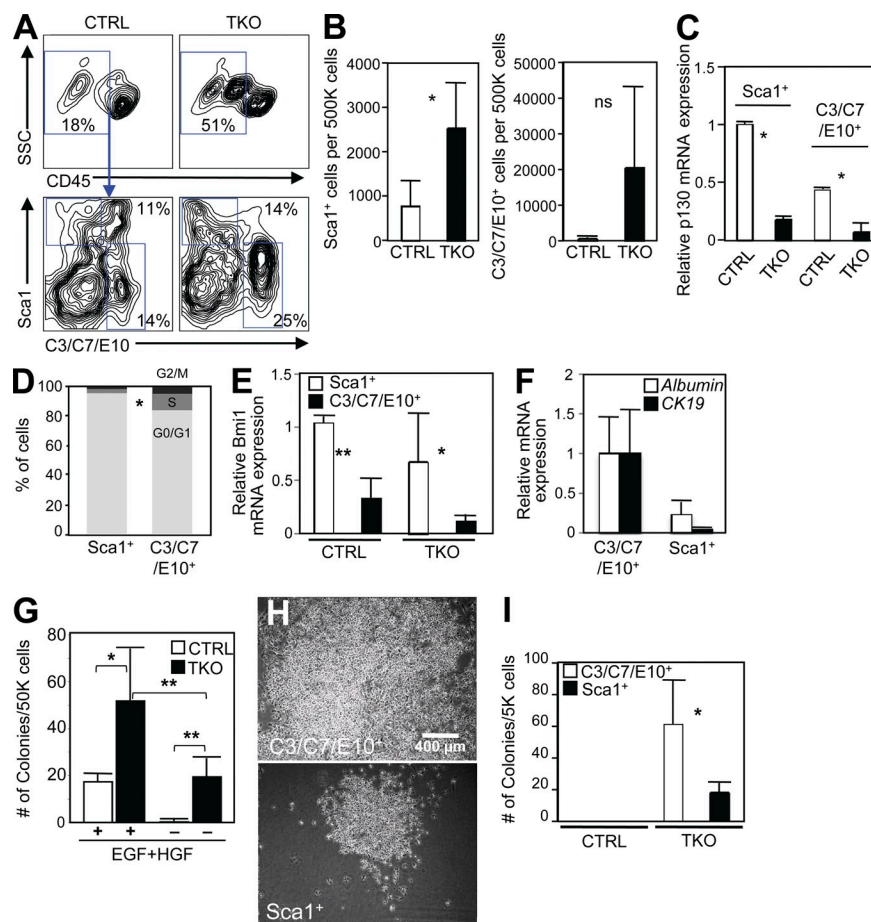 A
CTRL
TKO
SSC
18%
51%
CD45
11%
14%
Sca1
14%
25%
C3/C7/E10
B
Sca1+ cells per 500K cells
4000
3000
2000
1000
0
*
CTRL TKO
C3/C7/E10+ cells per 500K cells
50000
40000
30000
20000
10000
0
ns
CTRL TKO
C
Relative p130 mRNA expression
1.5
1
0.5
0
Sca1+
*
C3/C7
/E10+
*
CTRL
TKO
CTRL
TKO
D
% of cells
100
80
60
40
20
0
G2/M
S
G0/G1
*
Sca1+
C3/C7
/E10+
E
Relative Bmi1
mRNA expression
1.5
1
0.5
0
Sca1+
C3/C7/E10+
**
*
CTRL
TKO
F
Relative mRNA
expression
2
1.5
1
0.5
0
Albumin
CK19
C3/C7
/E10+
Sca1+
G
# of Colonies/50K cells
80
60
40
20
0
CTRL
TKO
*
**
**
+ + – –
EGF+HGF
H
C3/C7/E10+
400 µm
Sca1+
I
# of Colonies/5K cells
100
80
60
40
20
0
C3/C7/E10+
Sca1+
*
CTRL
TKO